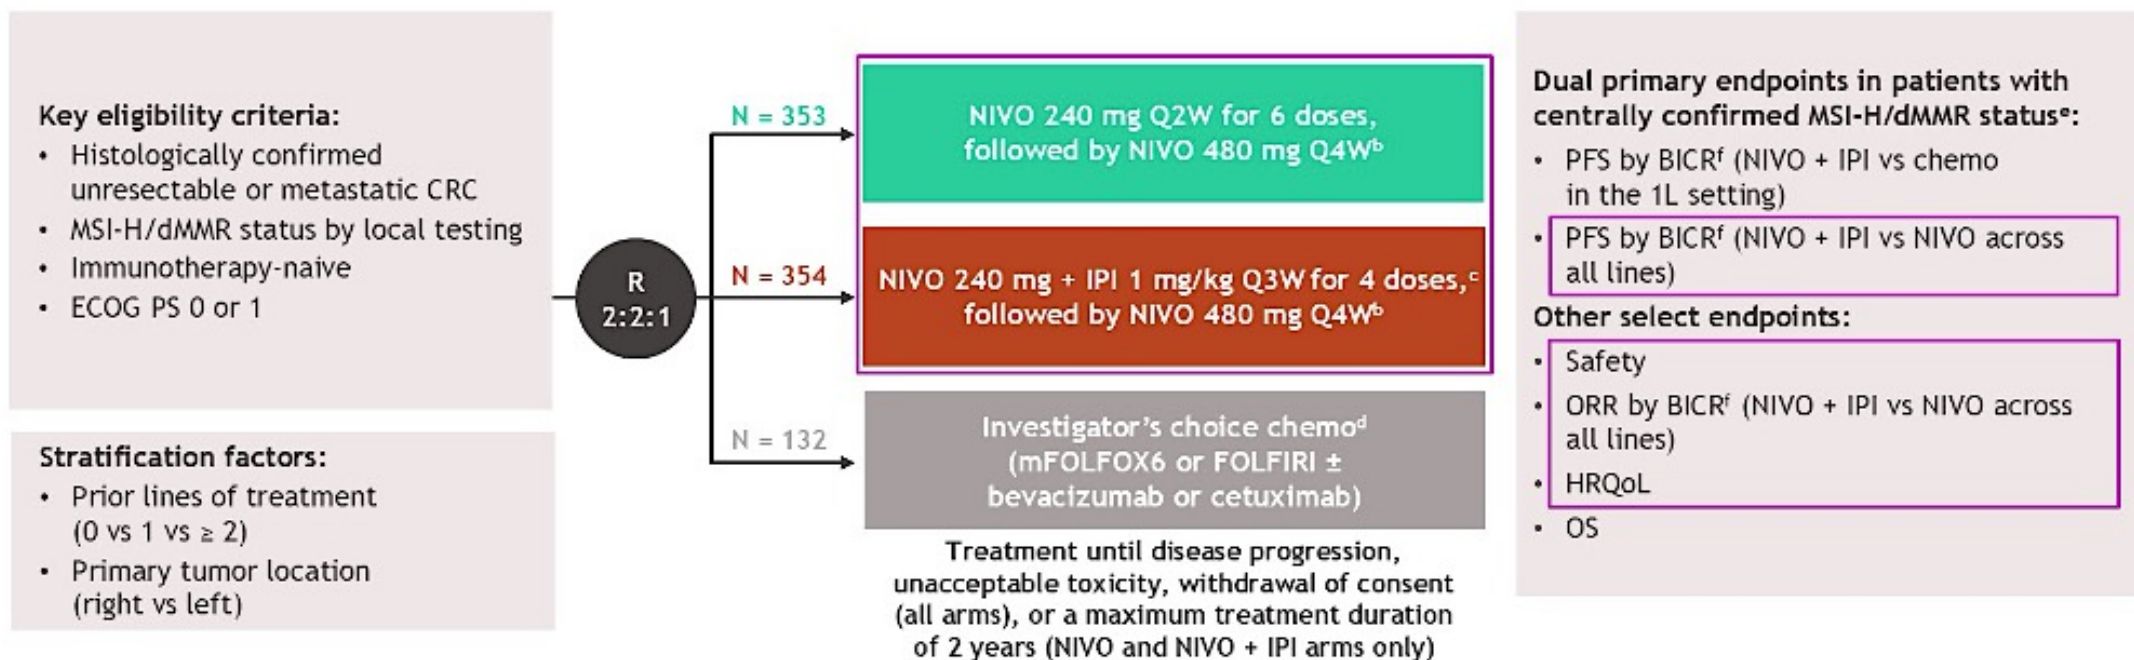 Key eligibility criteria:
• Histologically confirmed
unresectable or metastatic CRC
• MSI-H/dMMR status by local testing
• Immunotherapy-naive
• ECOG PS 0 or 1
Stratification factors:
• Prior lines of treatment
(0 vs 1 vs ≥ 2)
• Primary tumor location
(right vs left)
R
2:2:1
N = 353
NIVO 240 mg Q2W for 6 doses,
followed by NIVO 480 mg Q4Wᵇ
N = 354
NIVO 240 mg + IPI 1 mg/kg Q3W for 4 doses,ᶜ
followed by NIVO 480 mg Q4Wᵇ
N = 132
Investigator's choice chemoᵈ
(mFOLFOX6 or FOLFIRI ±
bevacizumab or cetuximab)
Treatment until disease progression,
unacceptable toxicity, withdrawal of consent
(all arms), or a maximum treatment duration
of 2 years (NIVO and NIVO + IPI arms only)
Dual primary endpoints in patients with
centrally confirmed MSI-H/dMMR statusᵉ:
• PFS by BICRᶠ (NIVO + IPI vs chemo
in the 1L setting)
• PFS by BICRᶠ (NIVO + IPI vs NIVO across
all lines)
Other select endpoints:
• Safety
• ORR by BICRᶠ (NIVO + IPI vs NIVO across
all lines)
• HRQoL
• OS